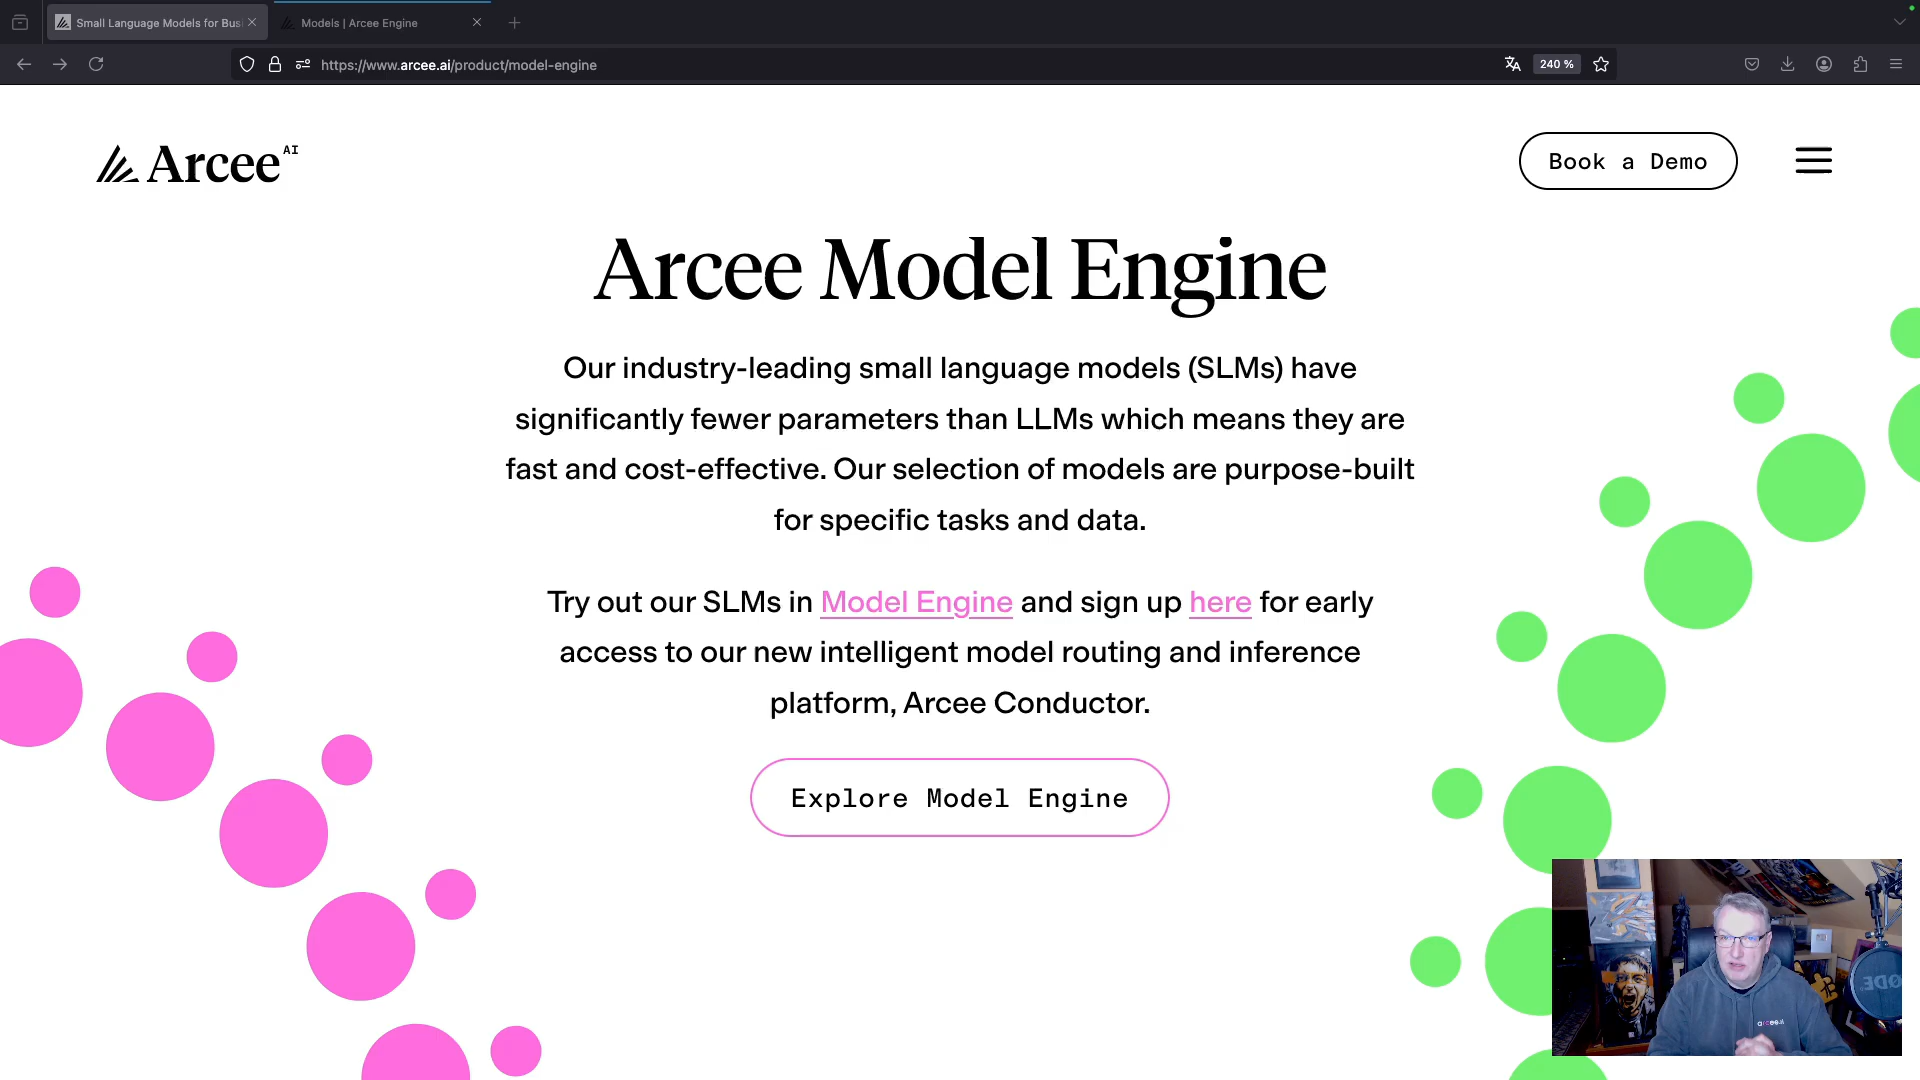 Small Language Models for Busi
Models | Arcee Engine
https://www.arcee.ai/product/model-engine
240 %
Arcee AI
Book a Demo
Arcee Model Engine
Our industry-leading small language models (SLMs) have
significantly fewer parameters than LLMs which means they are
fast and cost-effective. Our selection of models are purpose-built
for specific tasks and data.
Try out our SLMs in Model Engine and sign up here for early
access to our new intelligent model routing and inference
platform, Arcee Conductor.
Explore Model Engine
arcee.ai